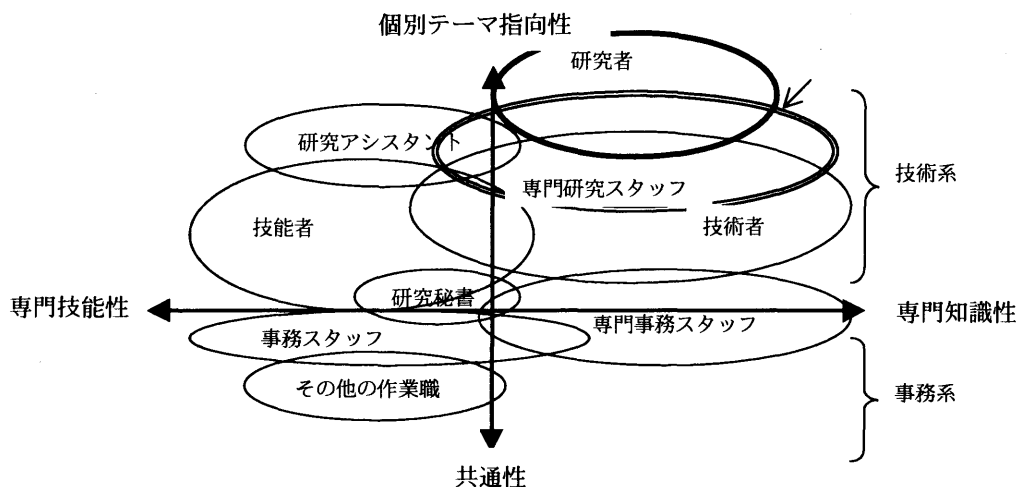 個別テーマ指向性
研究者
研究アシスタント
専門研究スタッフ
技術系
技能者
技術者
研究秘書
専門技能性
専門知識性
事務スタッフ
専門事務スタッフ
その他の作業職
事務系
共通性